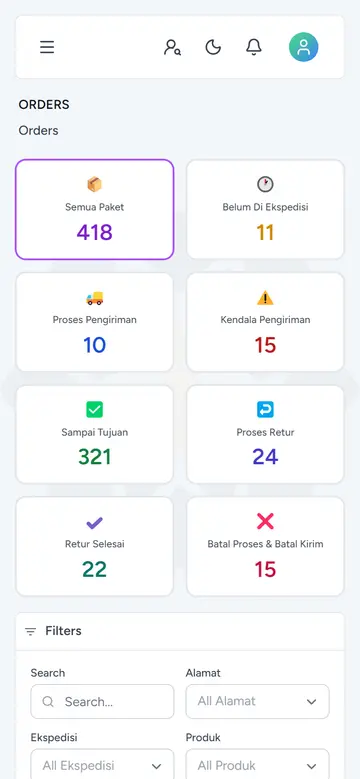 ORDERS
Orders
Semua Paket
418
Belum Di Ekspedisi
11
Proses Pengiriman
10
Kendala Pengiriman
15
Sampai Tujuan
321
Proses Retur
24
Retur Selesai
22
Batal Proses & Batal Kirim
15
Filters
Search
Search...
Alamat
All Alamat
Ekspedisi
All Ekspedisi
Produk
All Produk